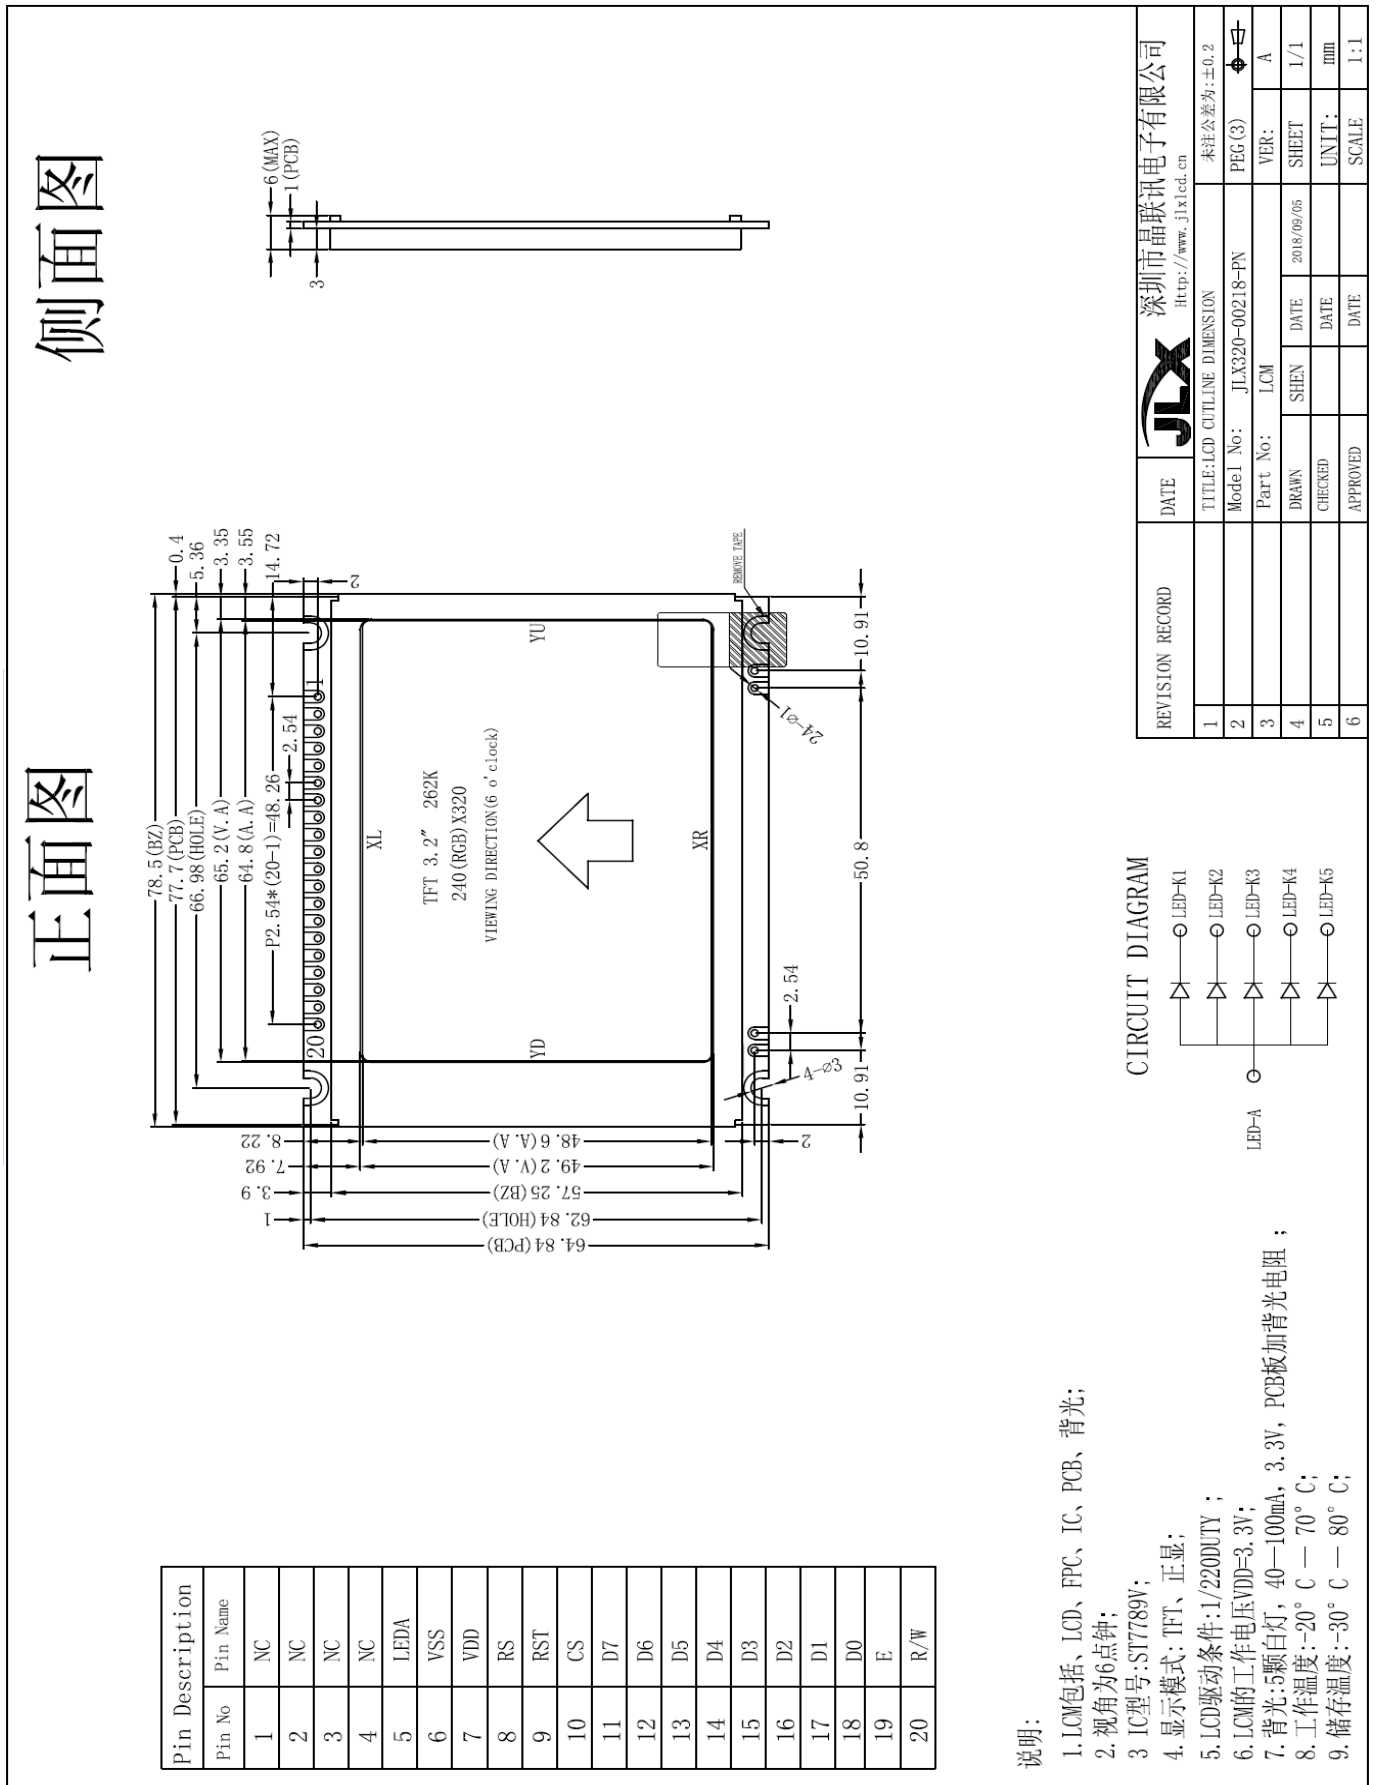 正面图
侧面图
78.5(BZ)
77.7(PCB)
0.4
66.98(HOLE)
5.36
65.2(V.A)
3.35
64.8(A.A)
3.55
P2.54*(20-1)=48.26
14.72
2.54
2
20
1
8.22
7.92
3.9
1
48.6(A.A)
49.2(V.A)
57.25(BZ)
62.84(HOLE)
64.84(PCB)
2
XL
TFT 3.2″ 262K
240(RGB)X320
VIEWING DIRECTION(6 o'clock)
YD
YU
XR
REMOVE TAPE
24-∅1
4-∅3
2.54
10.91
50.8
10.91
6(MAX)
1(PCB)
3
Pin Description
Pin No Pin Name
1 NC
2 NC
3 NC
4 NC
5 LEDA
6 VSS
7 VDD
8 RS
9 RST
10 CS
11 D7
12 D6
13 D5
14 D4
15 D3
16 D2
17 D1
18 D0
19 E
20 R/W
说明:
1.LCM包括、LCD、FPC、IC、PCB、背光;
2.视角为6点钟;
3 IC型号:ST7789V;
4.显示模式:TFT、正显;
5.LCD驱动条件:1/220DUTY ;
6.LCM的工作电压VDD=3.3V;
7.背光:5颗白灯, 40—100mA, 3.3V, PCB板加背光电阻 ;
8.工作温度:-20° C — 70° C;
9.储存温度:-30° C — 80° C;
CIRCUIT DIAGRAM
LED-A
LED-K1
LED-K2
LED-K3
LED-K4
LED-K5
REVISION RECORD DATE
1
2
3
4
5
6
JLX 深圳市晶联讯电子有限公司
Http://www.jlxlcd.cn
TITLE:LCD CUTLINE DIMENSION 未注公差为:±0.2
Model No: JLX320-00218-PN PEG(3)
Part No: LCM VER: A
DRAWN SHEN DATE 2018/09/05 SHEET 1/1
CHECKED DATE UNIT: mm
APPROVED DATE SCALE 1:1